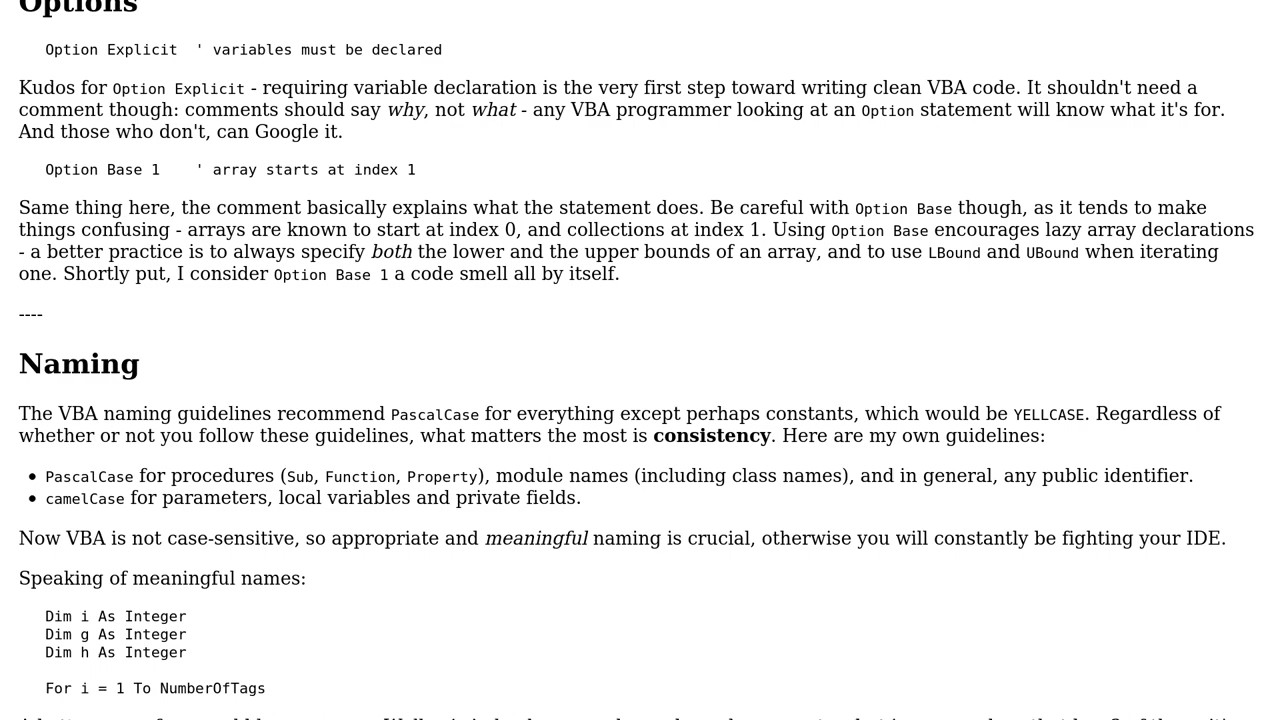 Options
Option Explicit  ' variables must be declared
Kudos for Option Explicit - requiring variable declaration is the very first step toward writing clean VBA code. It shouldn't need a
comment though: comments should say why, not what - any VBA programmer looking at an Option statement will know what it's for.
And those who don't, can Google it.
Option Base 1    ' array starts at index 1
Same thing here, the comment basically explains what the statement does. Be careful with Option Base though, as it tends to make
things confusing - arrays are known to start at index 0, and collections at index 1. Using Option Base encourages lazy array declarations
- a better practice is to always specify both the lower and the upper bounds of an array, and to use LBound and UBound when iterating
one. Shortly put, I consider Option Base 1 a code smell all by itself.
----
Naming
The VBA naming guidelines recommend PascalCase for everything except perhaps constants, which would be YELLCASE. Regardless of
whether or not you follow these guidelines, what matters the most is consistency. Here are my own guidelines:
• PascalCase for procedures (Sub, Function, Property), module names (including class names), and in general, any public identifier.
• camelCase for parameters, local variables and private fields.
Now VBA is not case-sensitive, so appropriate and meaningful naming is crucial, otherwise you will constantly be fighting your IDE.
Speaking of meaningful names:
Dim i As Integer
Dim g As Integer
Dim h As Integer
For i = 1 To NumberOfTags